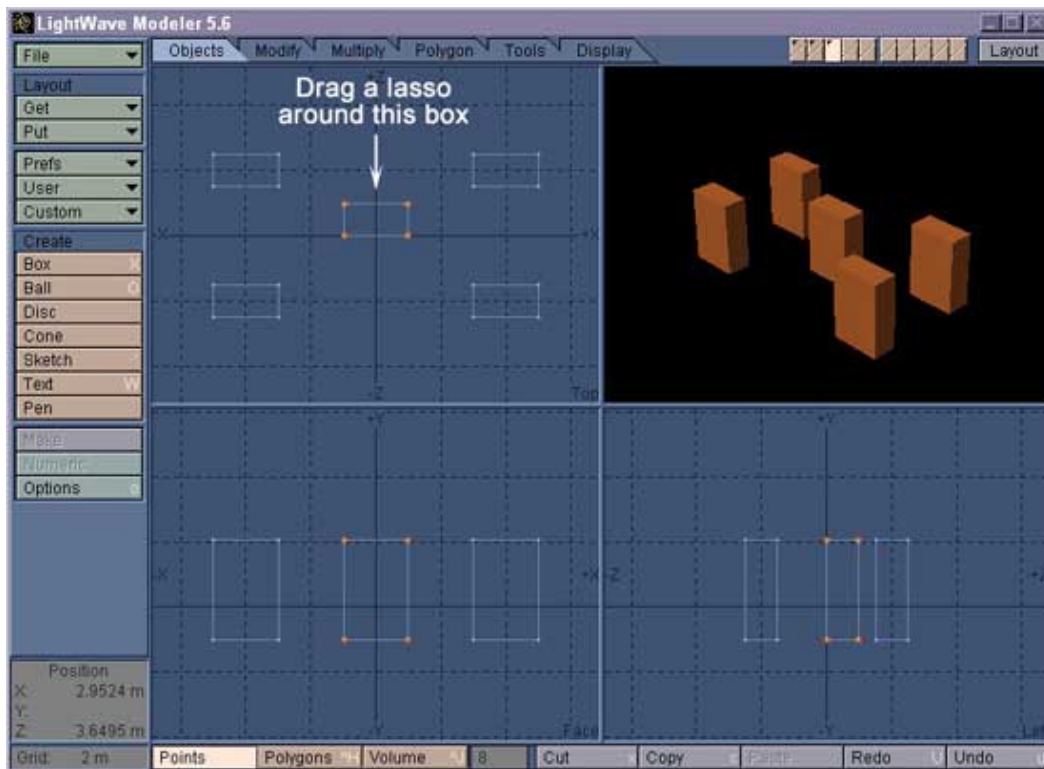 LightWave Modeler 5.6
File
Objects Modify Multiply Polygon Tools Display
Layout
Layout
Get
Put
Prefs
User
Custom
Create
Box X
Ball O
Disc
Cone
Sketch
Text W
Pen
Make
Numeric
Options o
Drag a lasso
around this box
-X
+X
-Z
Top
-X
+X
-Y
Face
+Y
-Z
-Y
Position
X: 2.9524 m
Y:
Z: 3.6495 m
Grid: 2 m
Points Polygons Volume 8 Cut Copy Paste Redo Undo